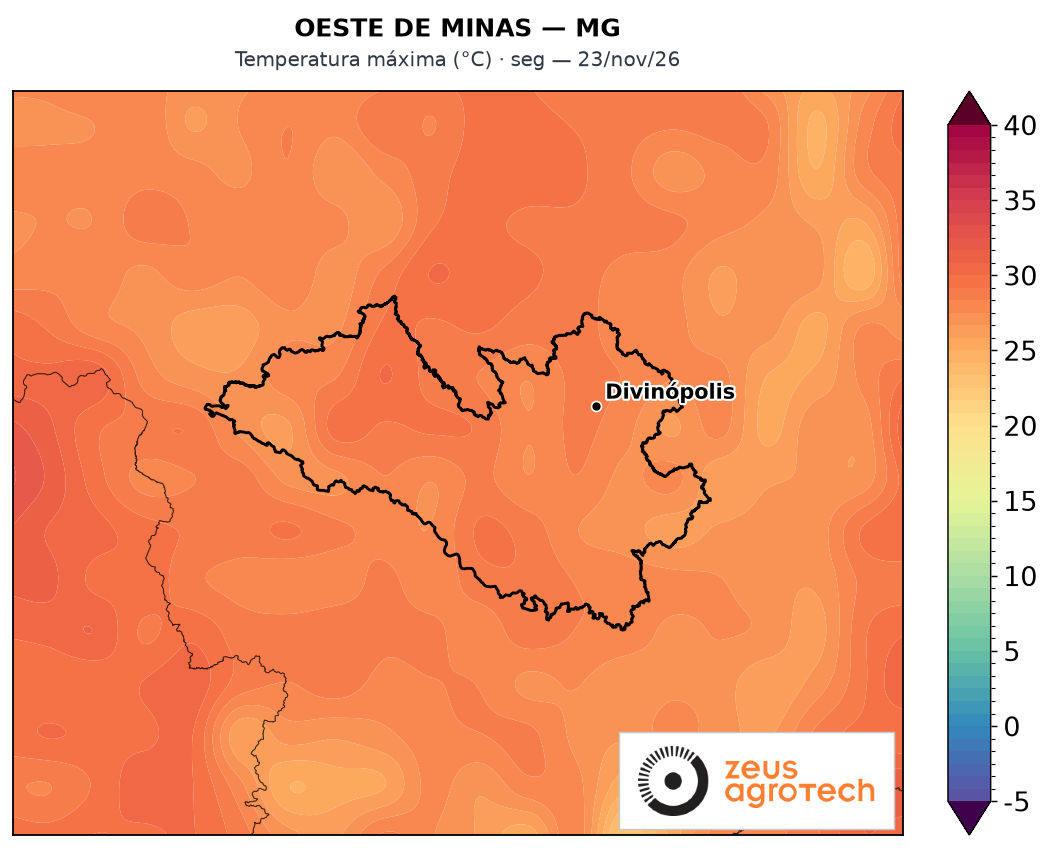 OESTE DE MINAS — MG
Temperatura máxima (°C) · seg — 23/nov/26
Divinópolis
40
35
30
25
20
15
10
5
0
-5
zeus
agroTech